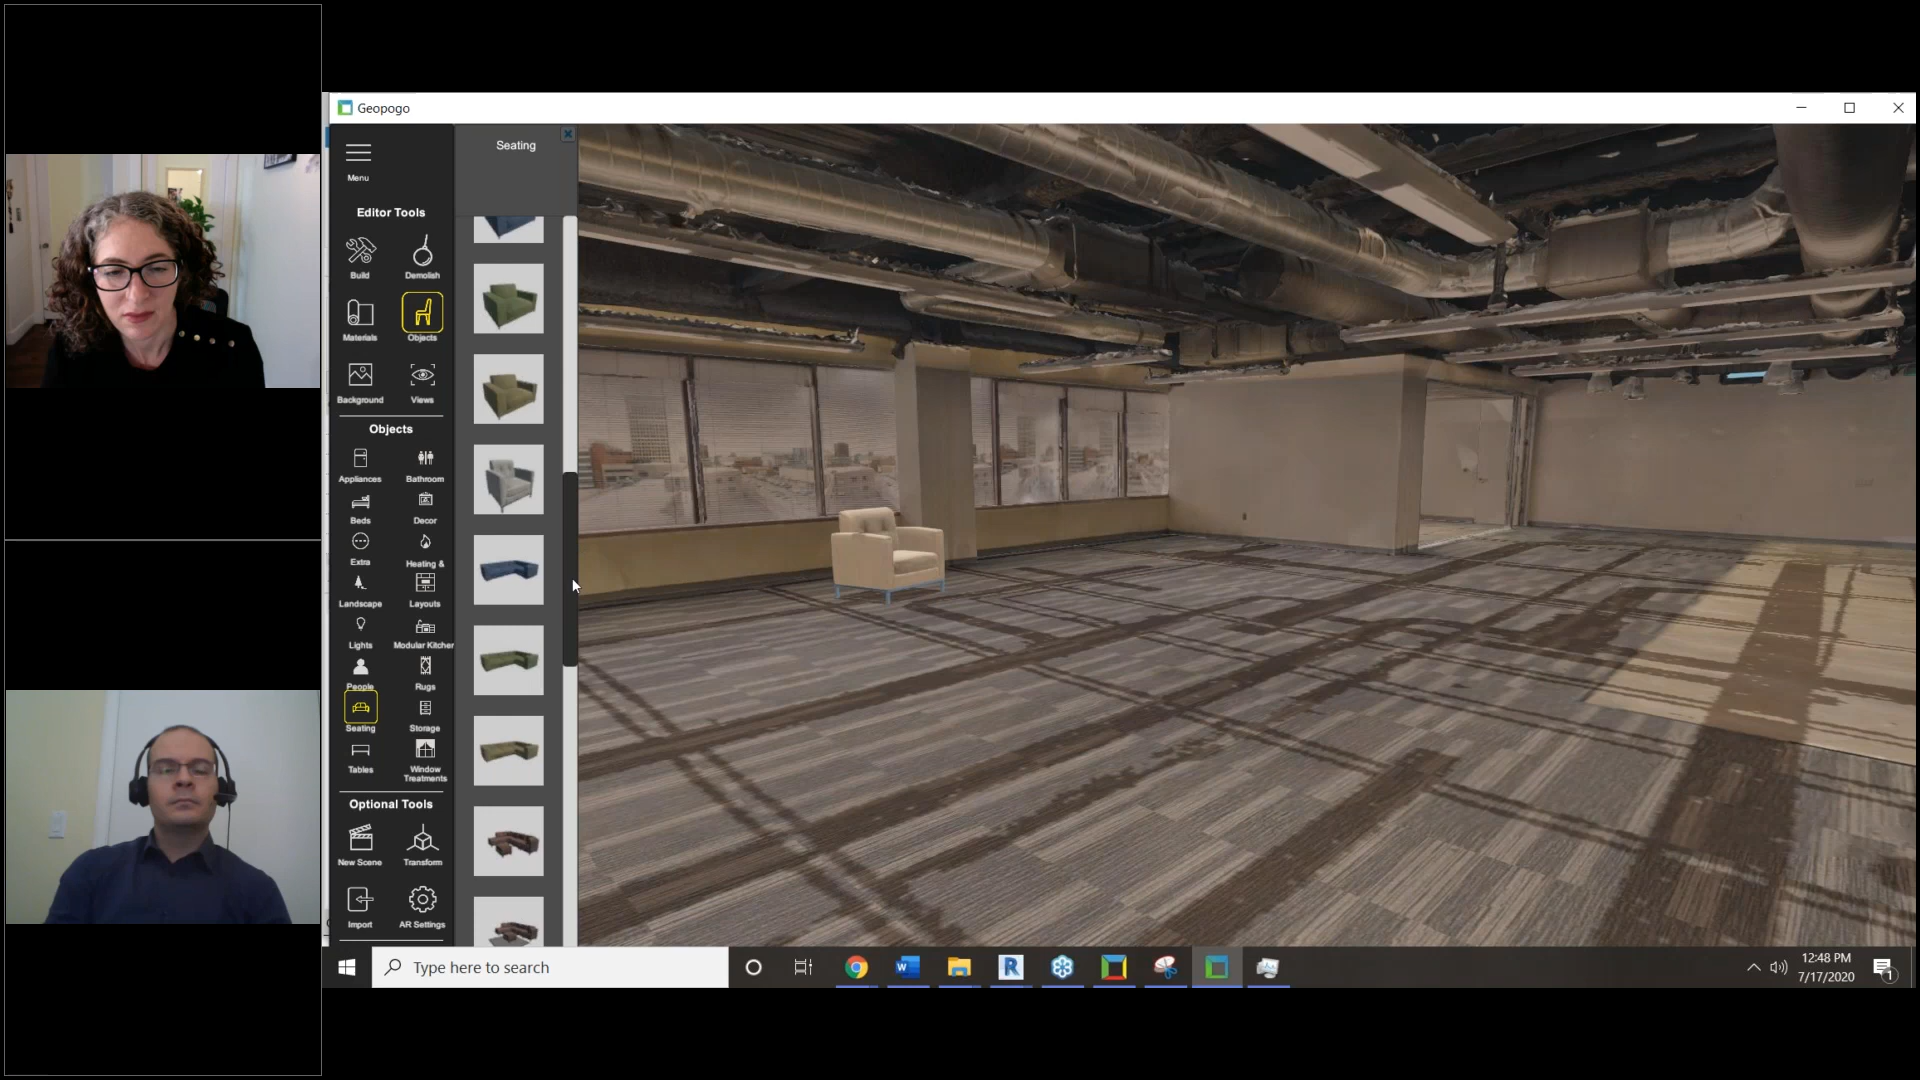 Geopogo
Menu
Seating
Editor Tools
Build
Demolish
Materials
Objects
Background
Views
Objects
Appliances
Bathroom
Beds
Decor
Extra
Heating &
Landscape
Layouts
Lights
Modular Kitcher
People
Rugs
Seating
Storage
Tables
Window
Treatments
Optional Tools
New Scene
Transform
Import
AR Settings
Type here to search
W
R
12:48 PM
7/17/2020
1